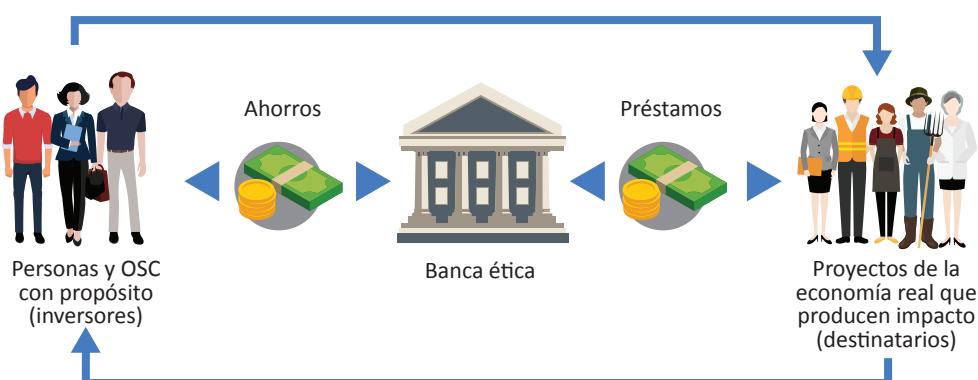 Ahorros
Préstamos
Personas y OSC
con propósito
(inversores)
Banca ética
Proyectos de la
economía real que
producen impacto
(destinatarios)